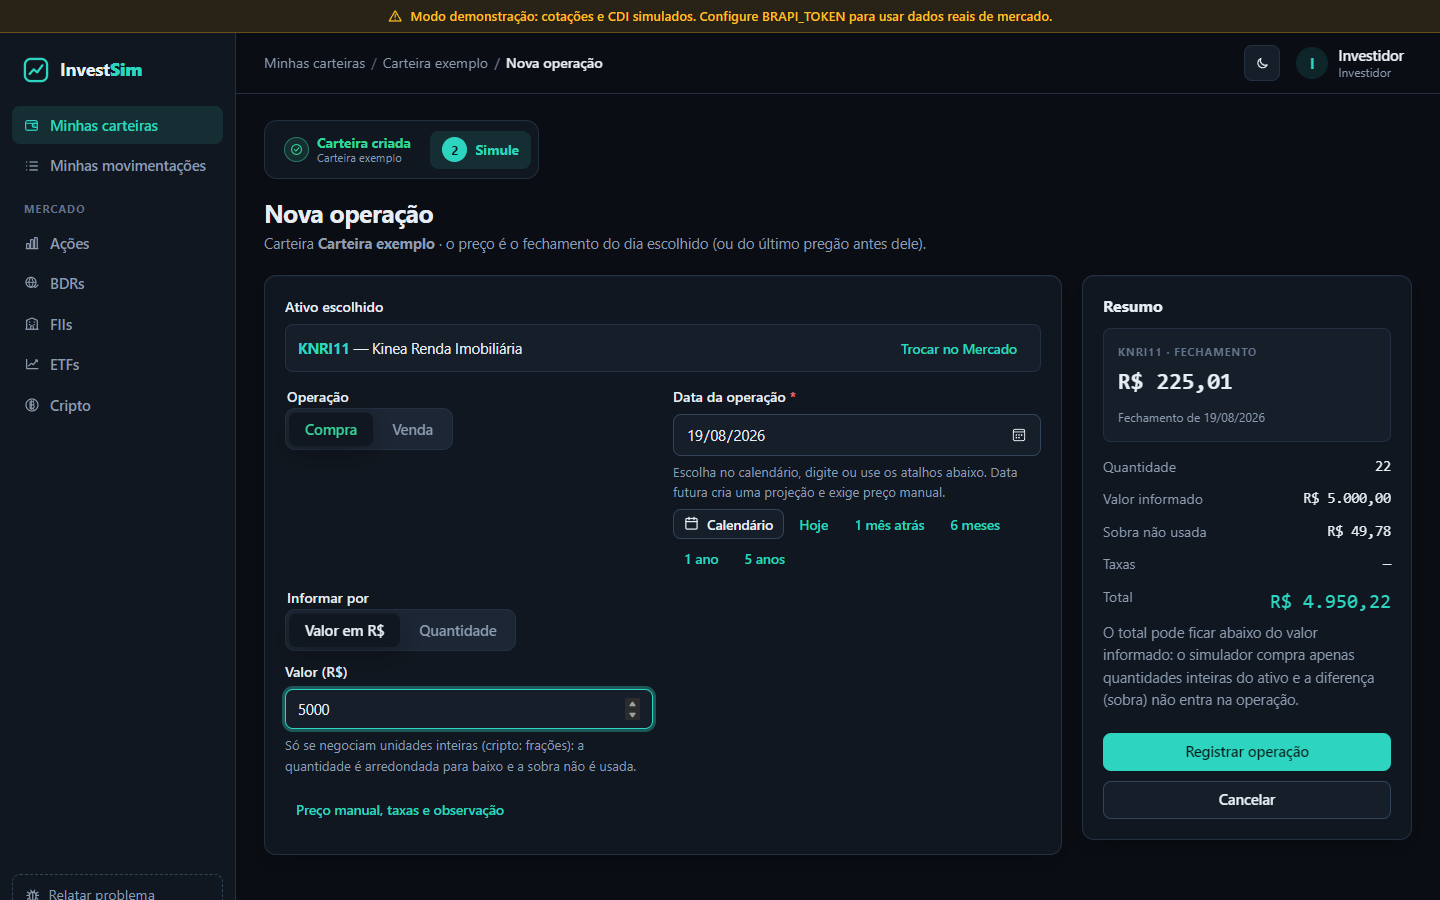 Modo demonstração: cotações e CDI simulados. Configure BRAPI_TOKEN para usar dados reais de mercado.
InvestSim
Minhas carteiras / Carteira exemplo / Nova operação
I
Investidor
Investidor
Minhas carteiras
Minhas movimentações
MERCADO
Ações
BDRs
FIIs
ETFs
Cripto
Relatar problema
Carteira criada
Carteira exemplo
2 Simule
Nova operação
Carteira Carteira exemplo · o preço é o fechamento do dia escolhido (ou do último pregão antes dele).
Ativo escolhido
KNRI11 — Kinea Renda Imobiliária
Trocar no Mercado
Operação
Compra Venda
Data da operação *
19/08/2026
Escolha no calendário, digite ou use os atalhos abaixo. Data
futura cria uma projeção e exige preço manual.
Calendário Hoje 1 mês atrás 6 meses
1 ano 5 anos
Informar por
Valor em R$ Quantidade
Valor (R$)
5000
Só se negociam unidades inteiras (cripto: frações): a
quantidade é arredondada para baixo e a sobra não é usada.
Preço manual, taxas e observação
Resumo
KNRI11 · FECHAMENTO
R$ 225,01
Fechamento de 19/08/2026
Quantidade 22
Valor informado R$ 5.000,00
Sobra não usada R$ 49,78
Taxas —
Total R$ 4.950,22
O total pode ficar abaixo do valor
informado: o simulador compra apenas
quantidades inteiras do ativo e a diferença
(sobra) não entra na operação.
Registrar operação
Cancelar